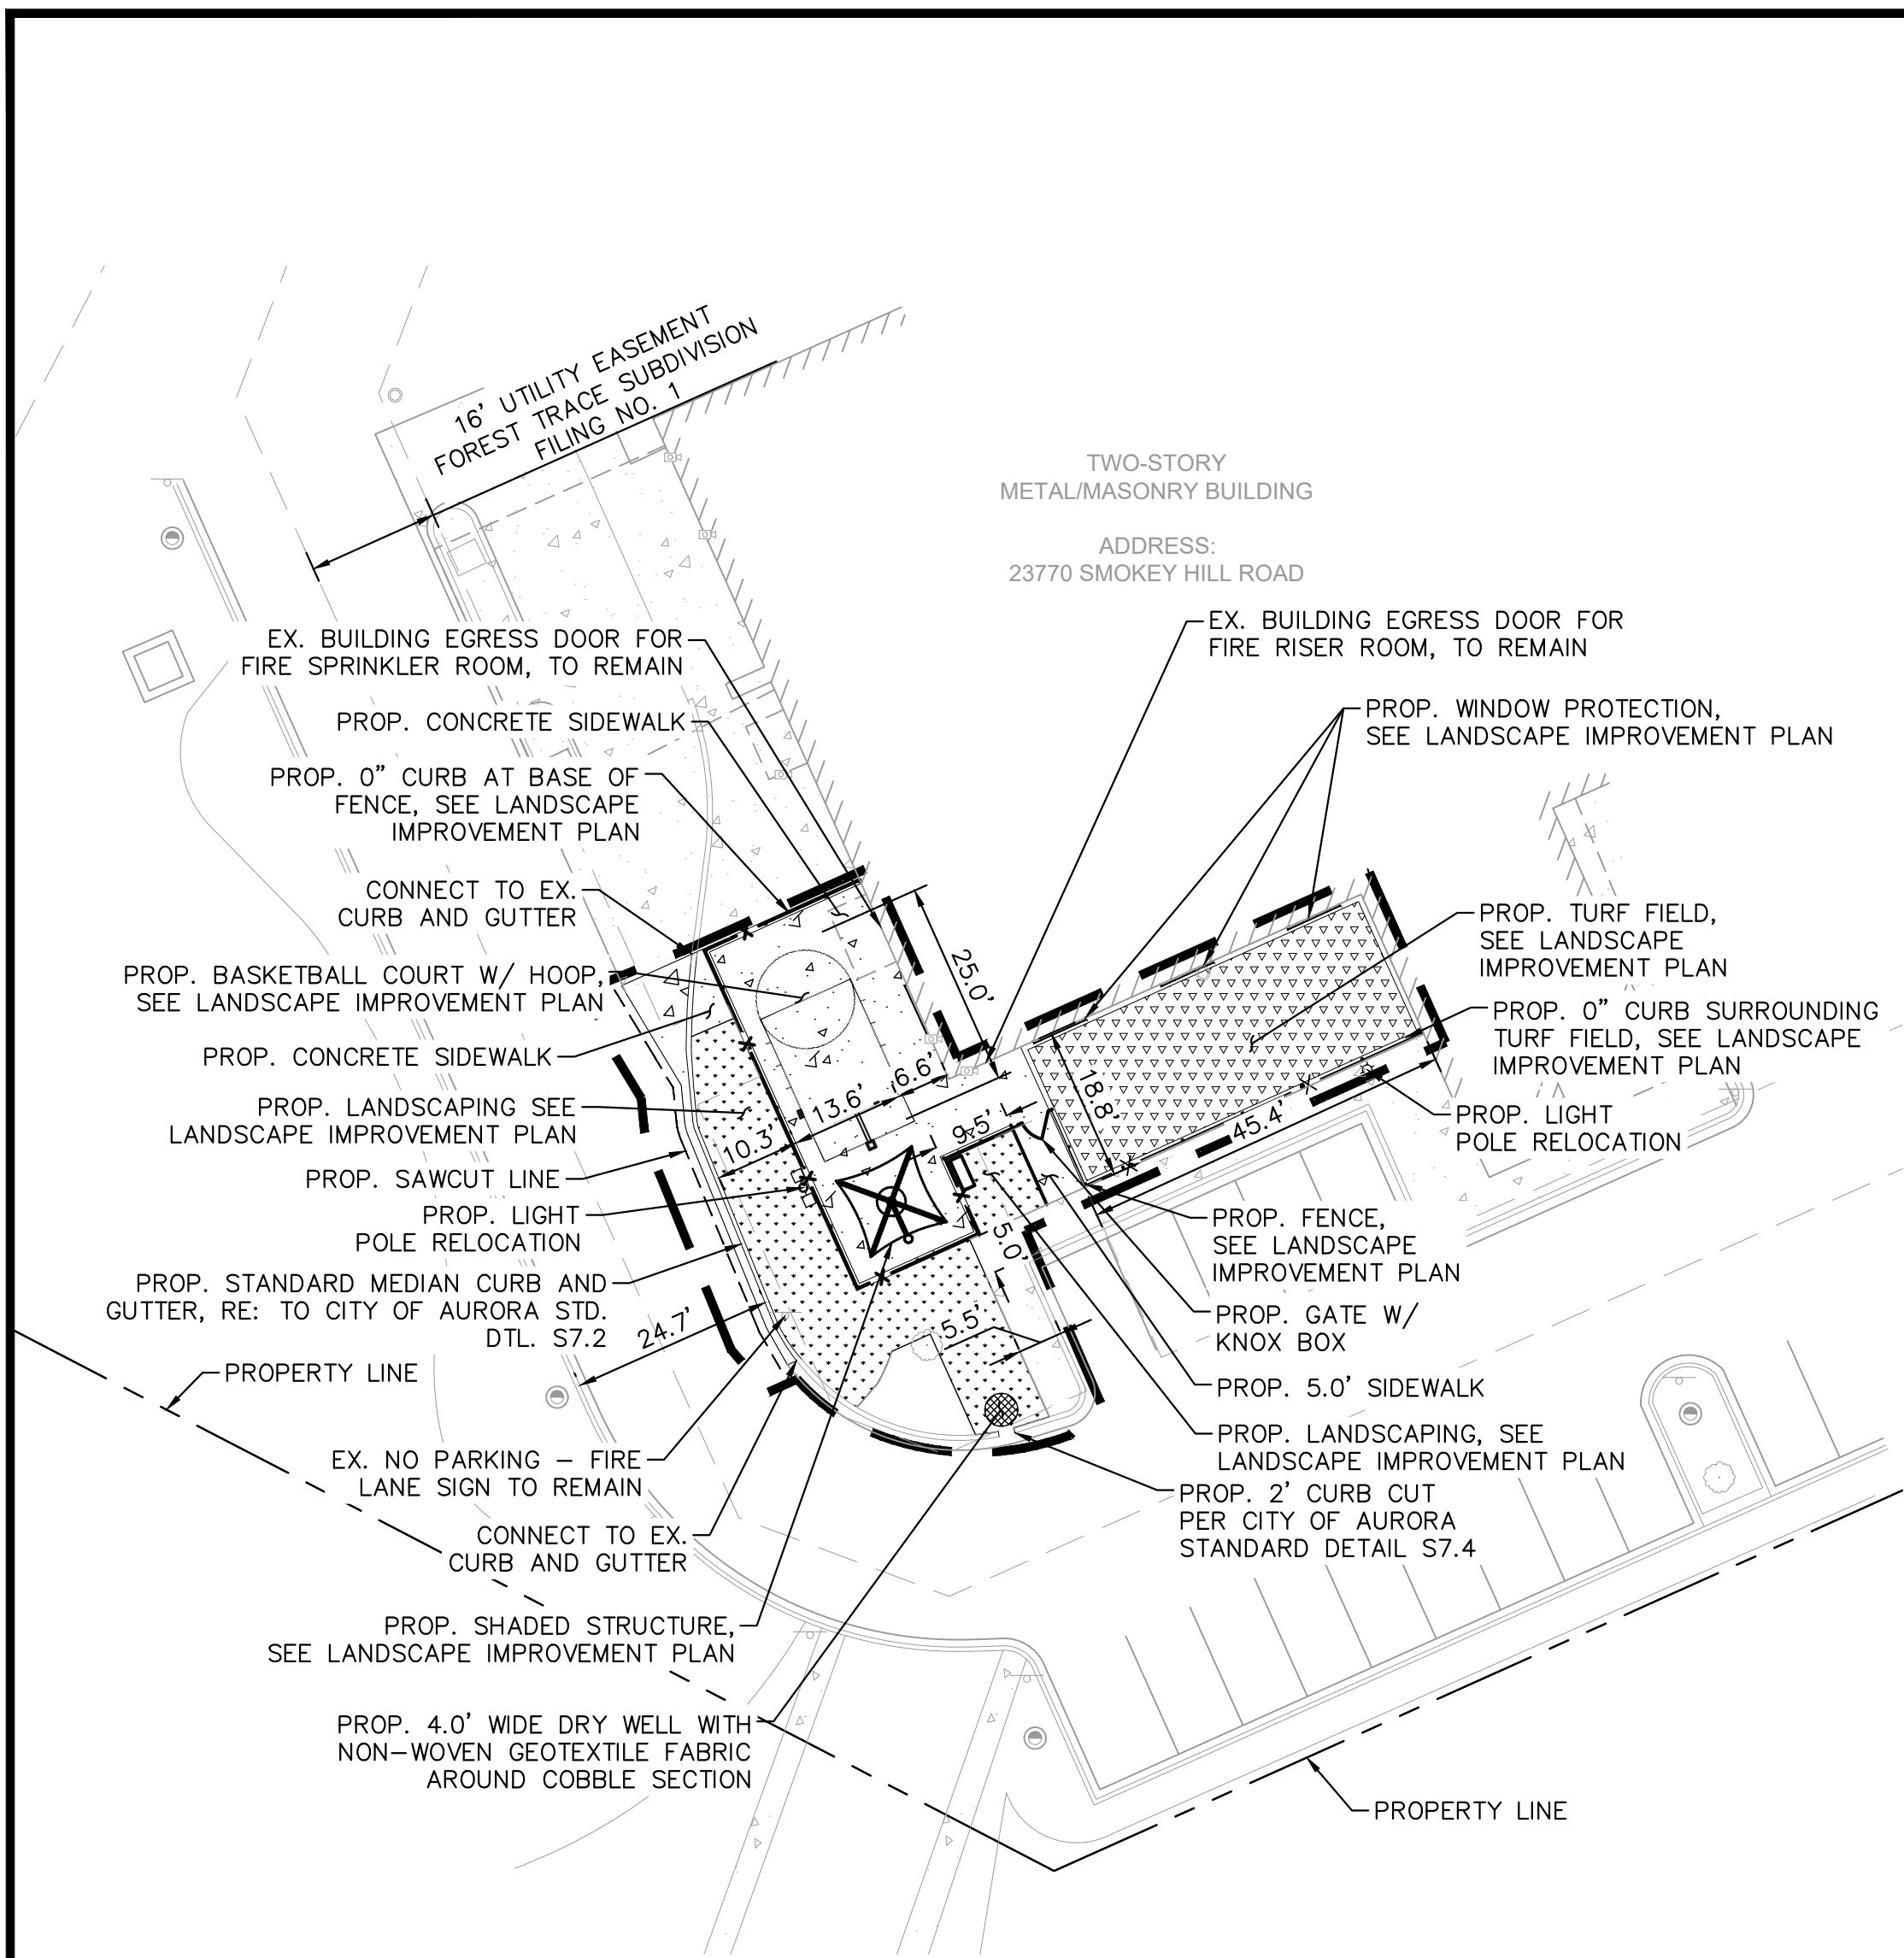 16' UTILITY EASEMENT
FOREST TRACE SUBDIVISION
FILING NO. 1
TWO-STORY
METAL/MASONRY BUILDING
ADDRESS:
23770 SMOKEY HILL ROAD
EX. BUILDING EGRESS DOOR FOR
FIRE SPRINKLER ROOM, TO REMAIN
PROP. CONCRETE SIDEWALK
PROP. 0" CURB AT BASE OF
FENCE, SEE LANDSCAPE
IMPROVEMENT PLAN
CONNECT TO EX.
CURB AND GUTTER
PROP. BASKETBALL COURT W/ HOOP,
SEE LANDSCAPE IMPROVEMENT PLAN
PROP. CONCRETE SIDEWALK
PROP. LANDSCAPING SEE
LANDSCAPE IMPROVEMENT PLAN
PROP. SAWCUT LINE
PROP. LIGHT
POLE RELOCATION
PROP. STANDARD MEDIAN CURB AND
GUTTER, RE: TO CITY OF AURORA STD.
DTL. S7.2
PROPERTY LINE
EX. NO PARKING – FIRE
LANE SIGN TO REMAIN
CONNECT TO EX.
CURB AND GUTTER
PROP. SHADED STRUCTURE,
SEE LANDSCAPE IMPROVEMENT PLAN
PROP. 4.0' WIDE DRY WELL WITH
NON-WOVEN GEOTEXTILE FABRIC
AROUND COBBLE SECTION
25.0'
6.6'
13.6'
10.3'
9.5'
18.8'
45.4'
5.0'
5.5'
24.7'
EX. BUILDING EGRESS DOOR FOR
FIRE RISER ROOM, TO REMAIN
PROP. WINDOW PROTECTION,
SEE LANDSCAPE IMPROVEMENT PLAN
PROP. TURF FIELD,
SEE LANDSCAPE
IMPROVEMENT PLAN
PROP. 0" CURB SURROUNDING
TURF FIELD, SEE LANDSCAPE
IMPROVEMENT PLAN
PROP. LIGHT
POLE RELOCATION
PROP. FENCE,
SEE LANDSCAPE
IMPROVEMENT PLAN
PROP. GATE W/
KNOX BOX
PROP. 5.0' SIDEWALK
PROP. LANDSCAPING, SEE
LANDSCAPE IMPROVEMENT PLAN
PROP. 2' CURB CUT
PER CITY OF AURORA
STANDARD DETAIL S7.4
PROPERTY LINE